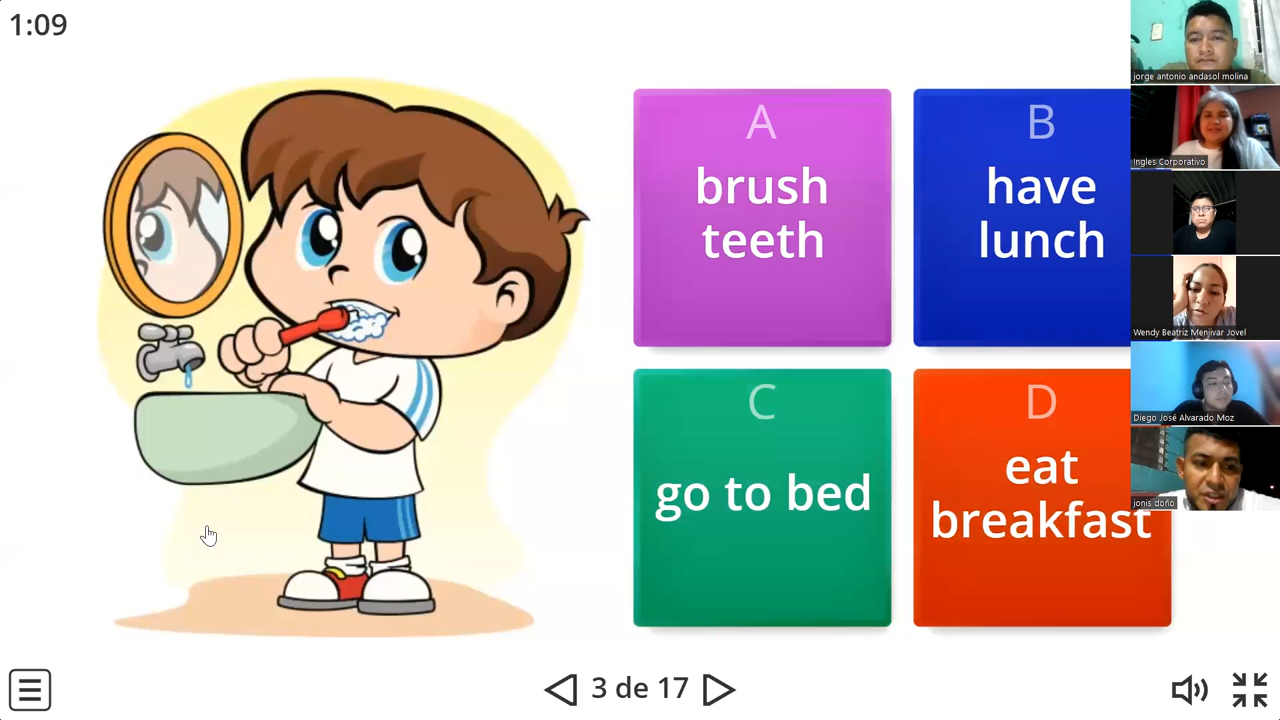 1:09
A
brush
teeth
B
have
lunch
C
go to bed
D
eat
breakfast
3 de 17
jorge antonio andasol molina
Ingles Corporativo
Wendy Beatriz Menjivar Jovel
Diego José Alvarado Moz
jonis doño